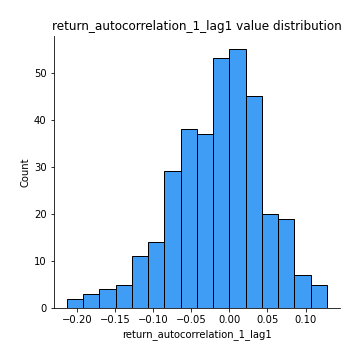 return_autocorrelation_1_lag1 value distribution
50
40
30
20
10
0
Count
−0.20 −0.15 −0.10 −0.05 0.00 0.05 0.10
return_autocorrelation_1_lag1